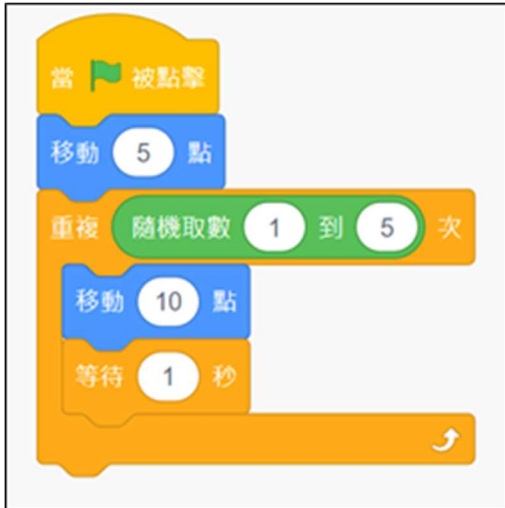 當 被點擊
移動 5 點
重複 隨機取數 1 到 5 次
移動 10 點
等待 1 秒